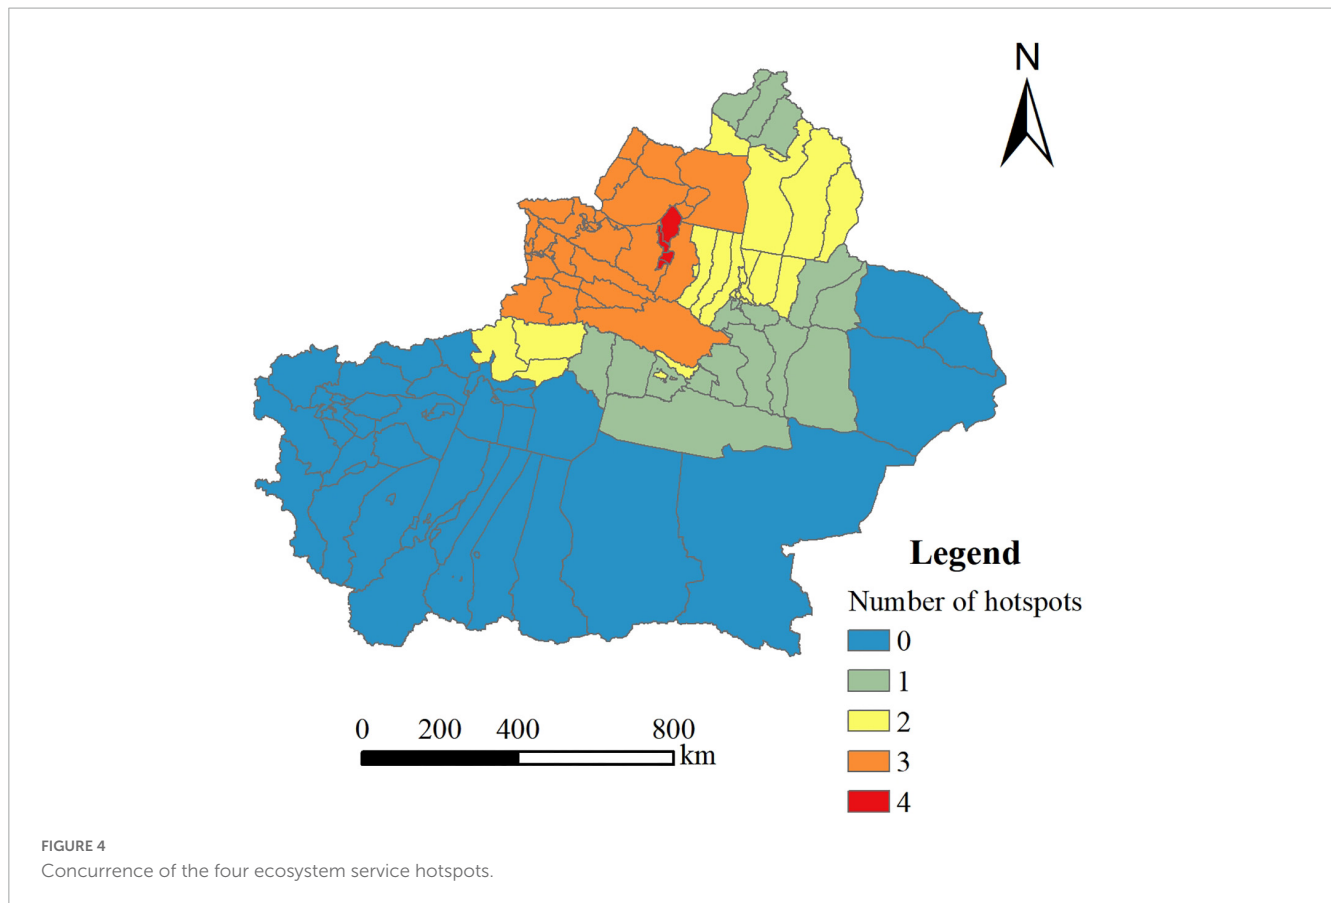 N
Legend
Number of hotspots
0
1
2
3
4
0 200 400 800
km
FIGURE 4
Concurrence of the four ecosystem service hotspots.